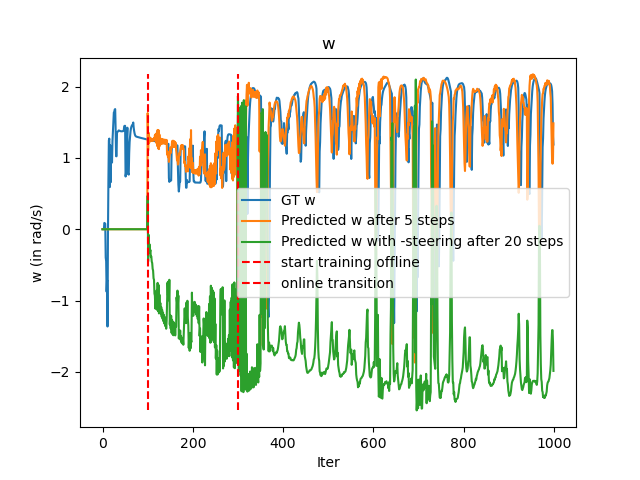 w
2
1
0
−1
−2
w (in rad/s)
GT w
Predicted w after 5 steps
Predicted w with -steering after 20 steps
start training offline
online transition
0 200 400 600 800 1000
Iter